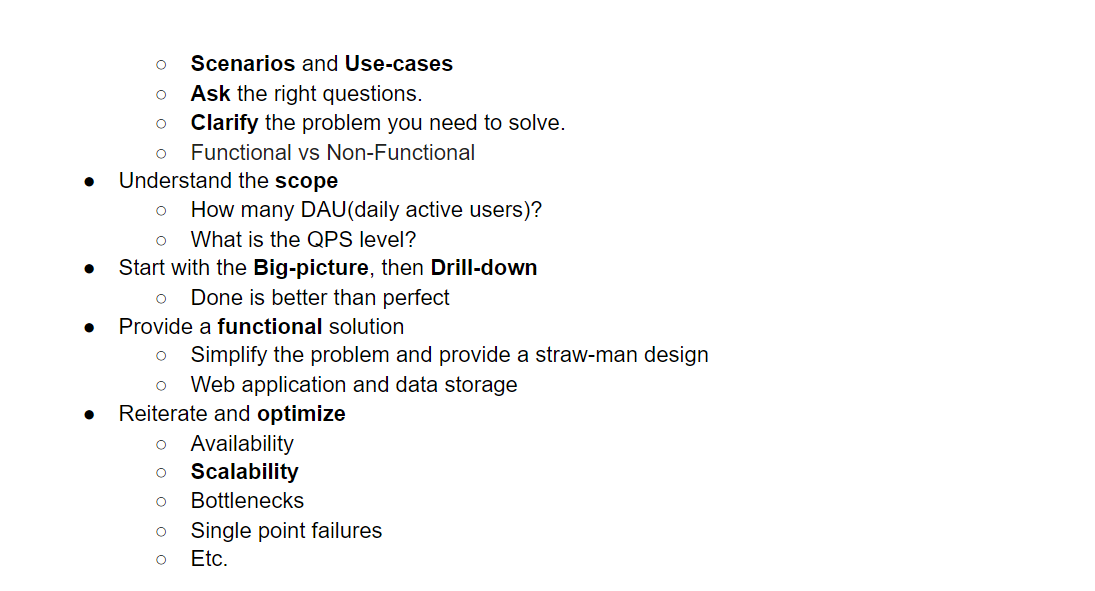 ○ Scenarios and Use-cases
○ Ask the right questions.
○ Clarify the problem you need to solve.
○ Functional vs Non-Functional
● Understand the scope
○ How many DAU(daily active users)?
○ What is the QPS level?
● Start with the Big-picture, then Drill-down
○ Done is better than perfect
● Provide a functional solution
○ Simplify the problem and provide a straw-man design
○ Web application and data storage
● Reiterate and optimize
○ Availability
○ Scalability
○ Bottlenecks
○ Single point failures
○ Etc.